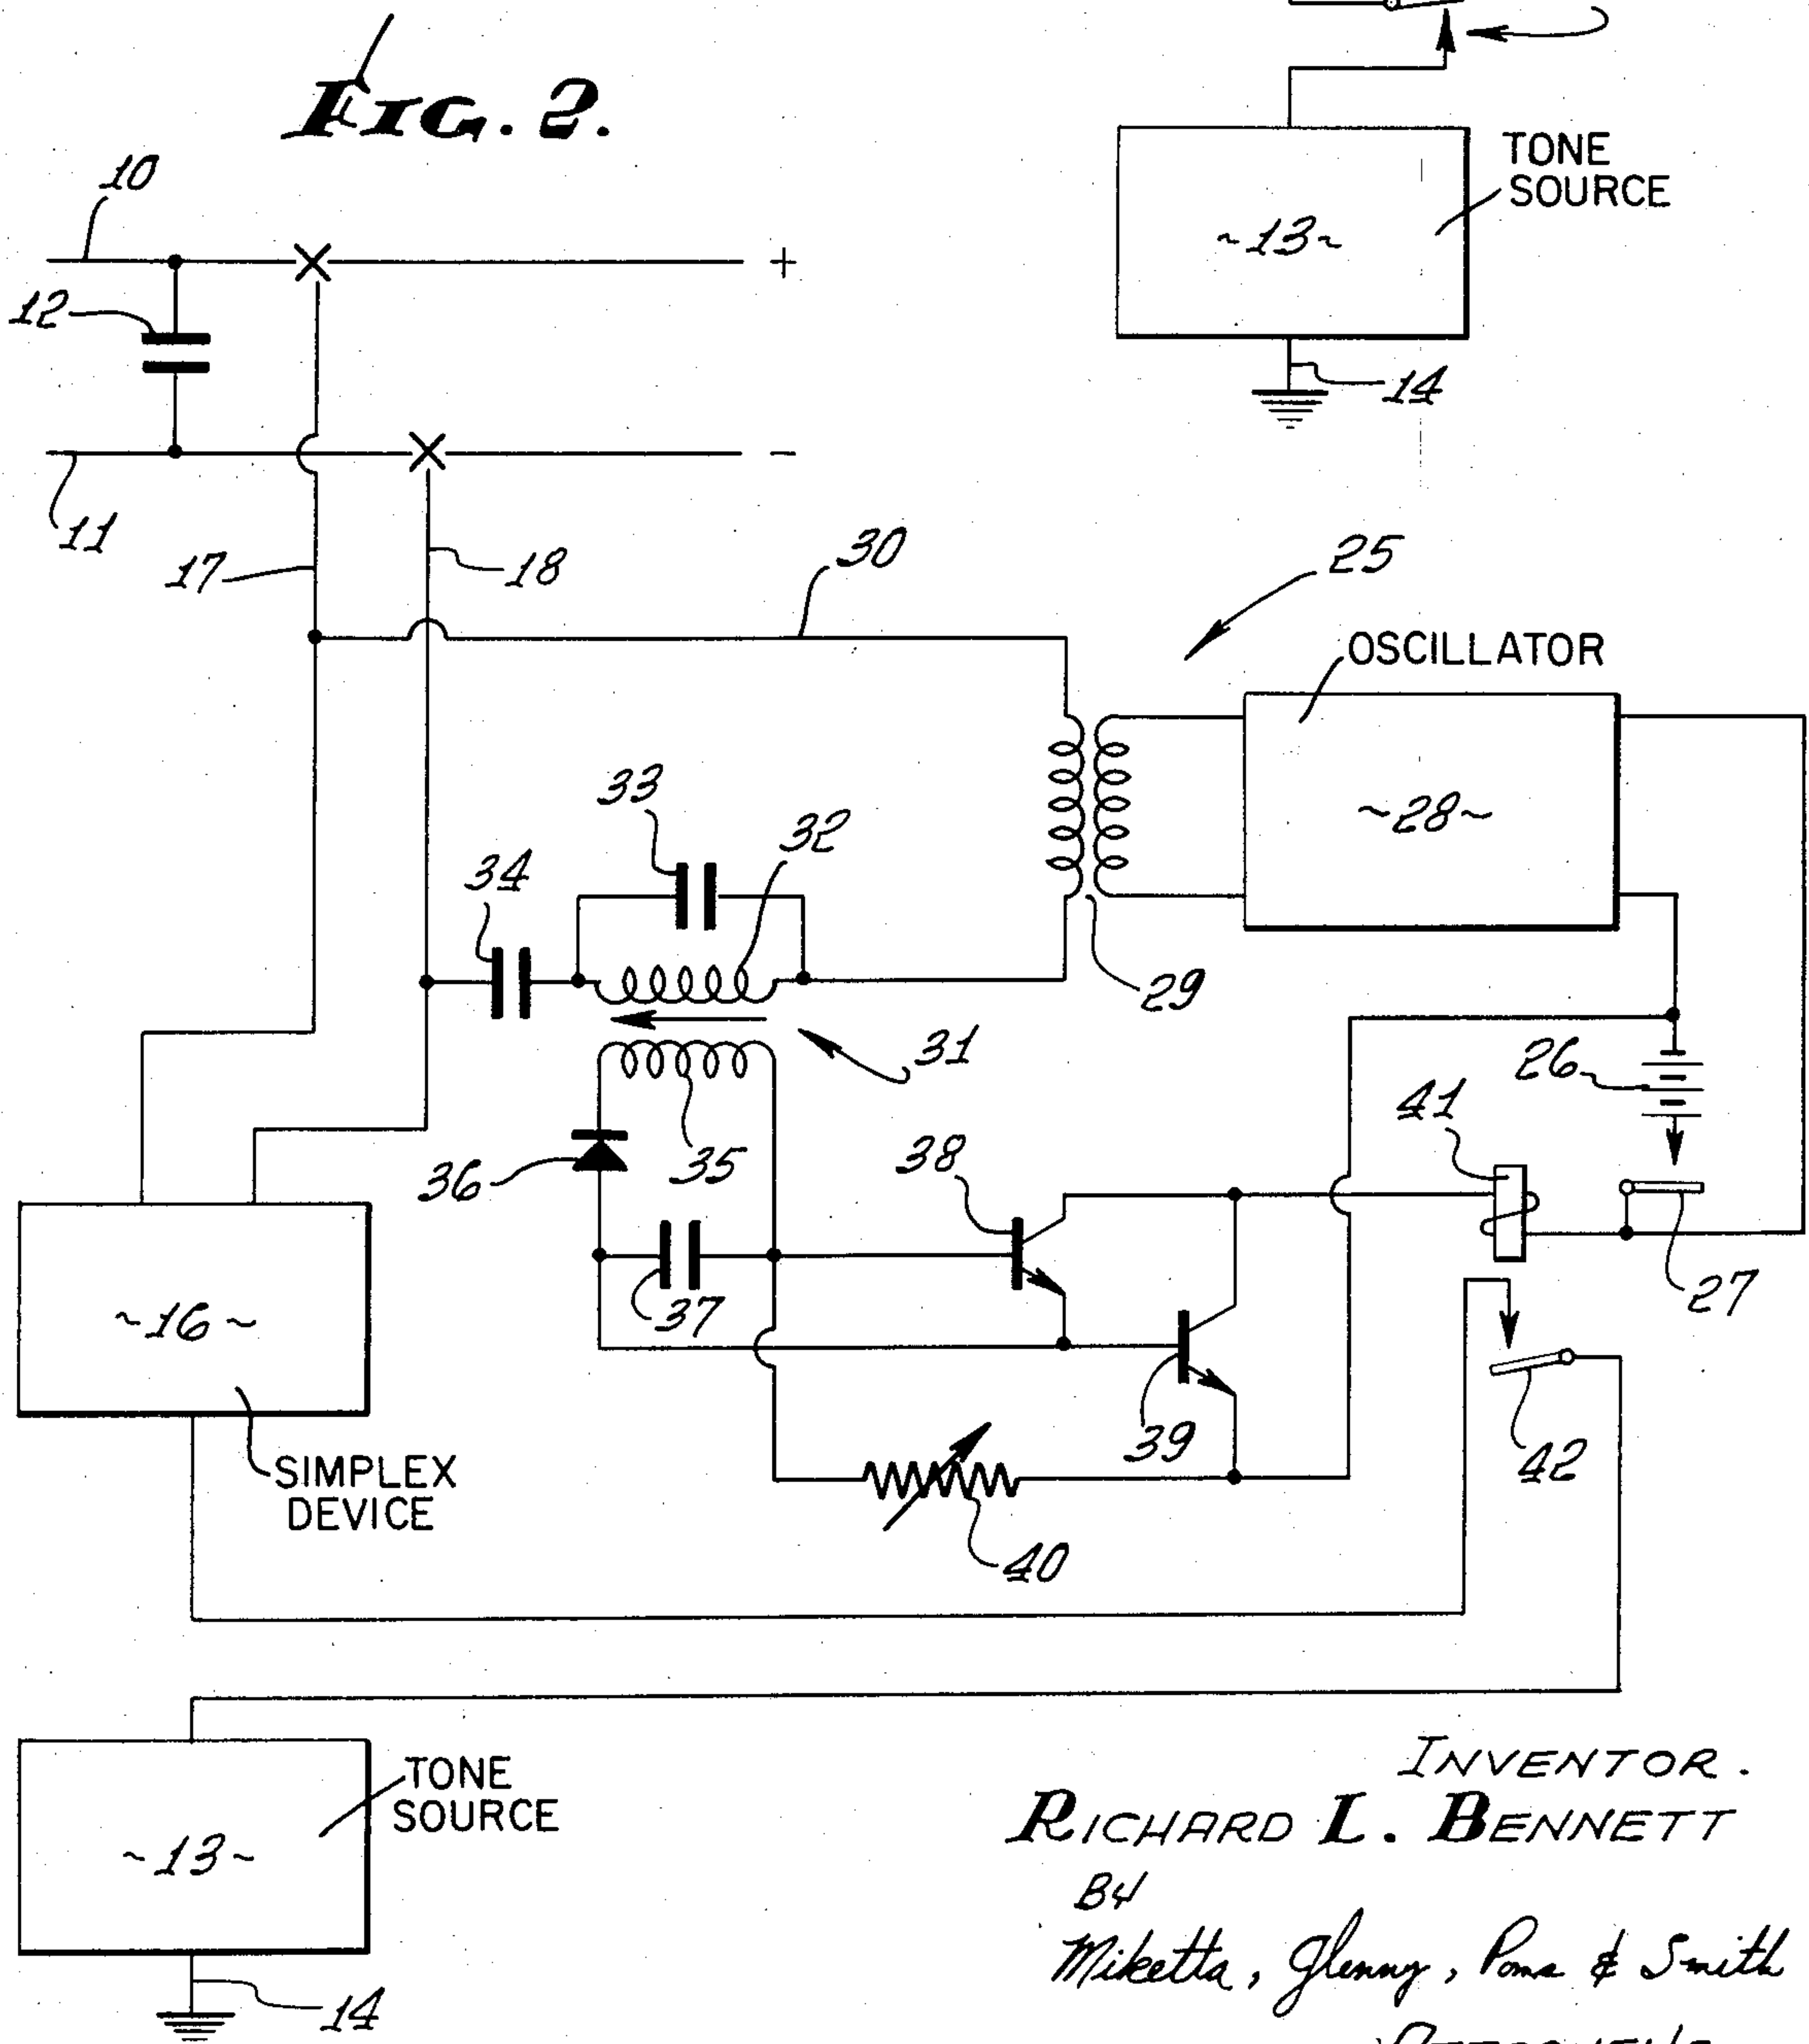 FIG. 2.
TONE
SOURCE
~13~
14
10
+
12
11
-
17
18
30
25
OSCILLATOR
~28~
33
32
34
29
31
26
41
35
36
38
27
37
~16~
39
42
SIMPLEX
DEVICE
40
TONE
SOURCE
~13~
14
INVENTOR.
RICHARD L. BENNETT
BY
Miketta, Glenny, Poms & Smith